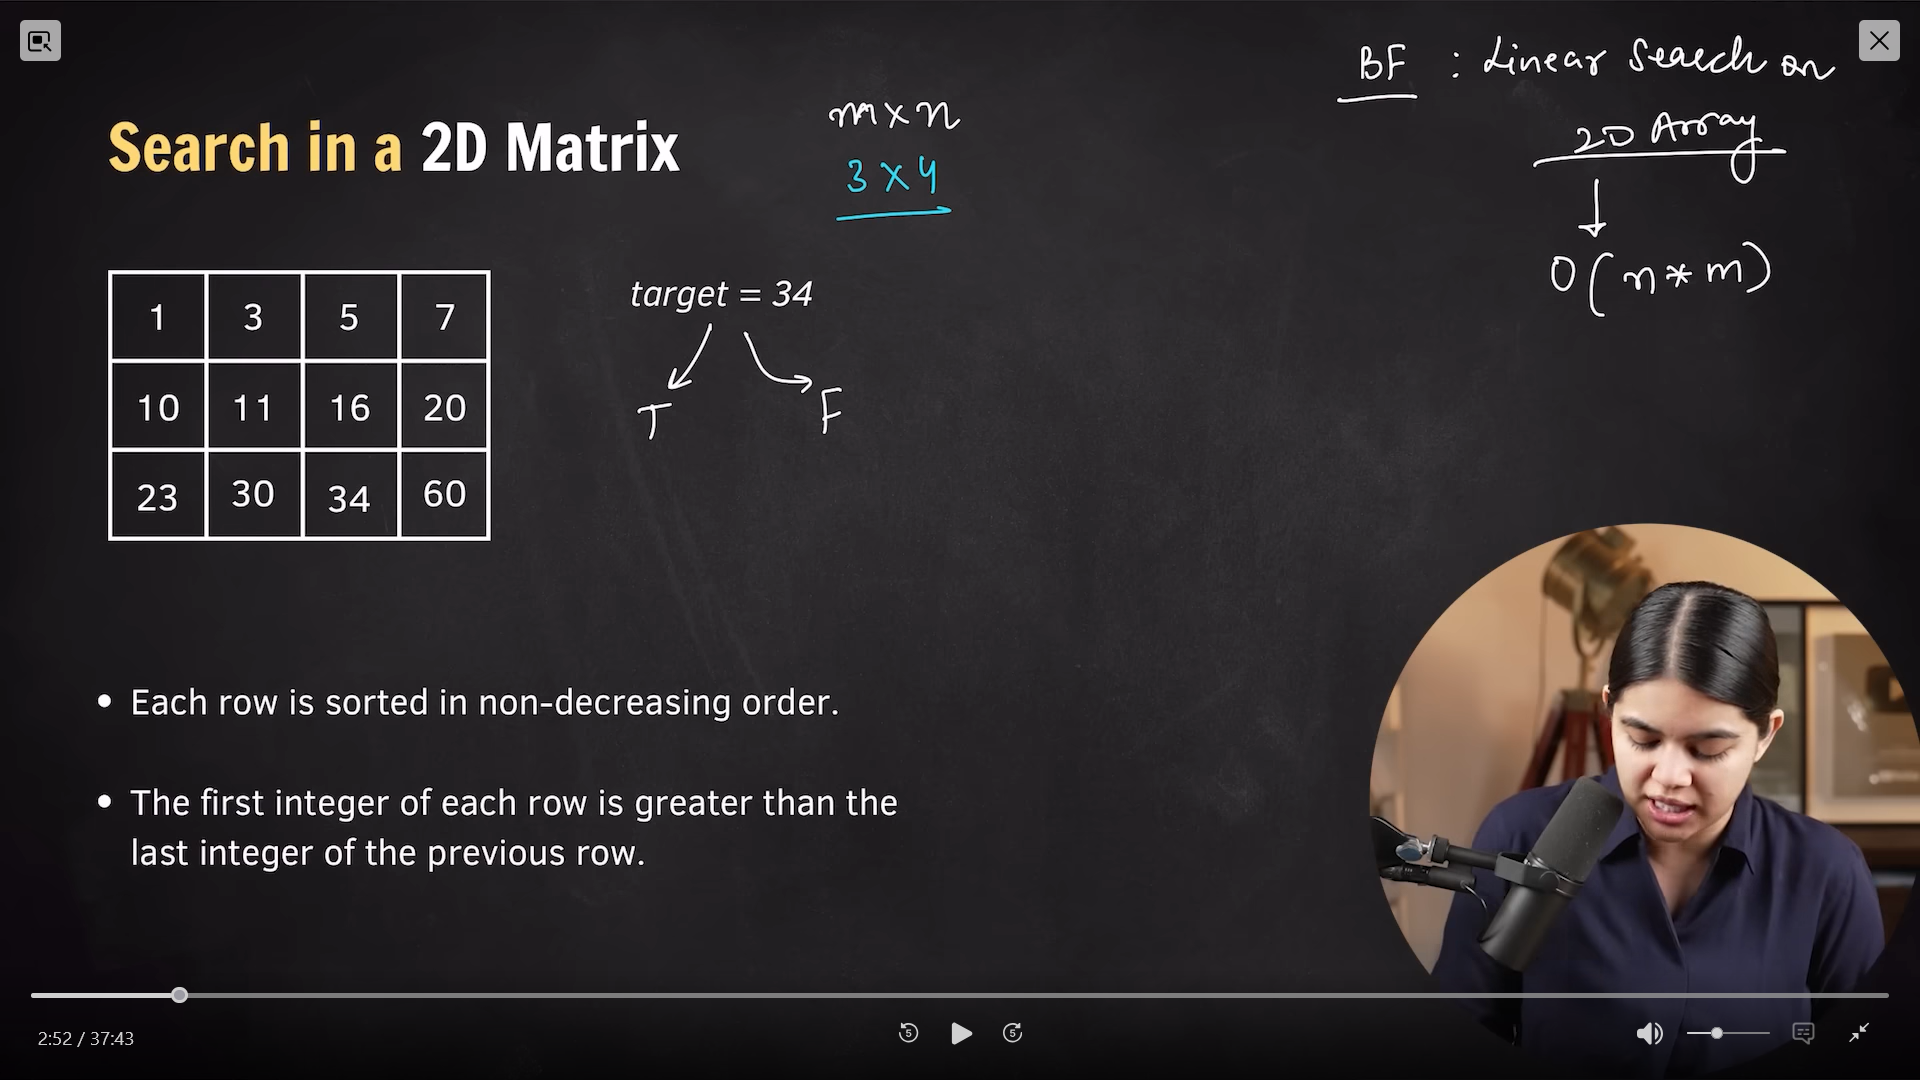 BF : Linear Search on
2D Array
O(n*m)
m x n
3 x 4
Search in a 2D Matrix
1 3 5 7
10 11 16 20
23 30 34 60
target = 34
T F
• Each row is sorted in non-decreasing order.
• The first integer of each row is greater than the
last integer of the previous row.
2:52 / 37:43
5 5